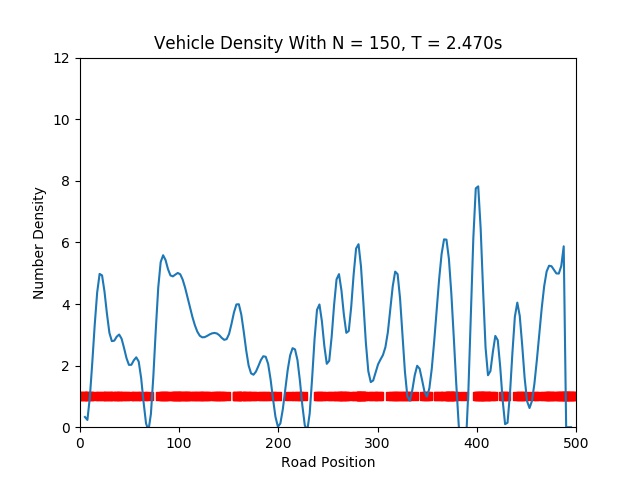 Vehicle Density With N = 150, T = 2.470s
12
10
8
6
4
2
0
Number Density
0 100 200 300 400 500
Road Position